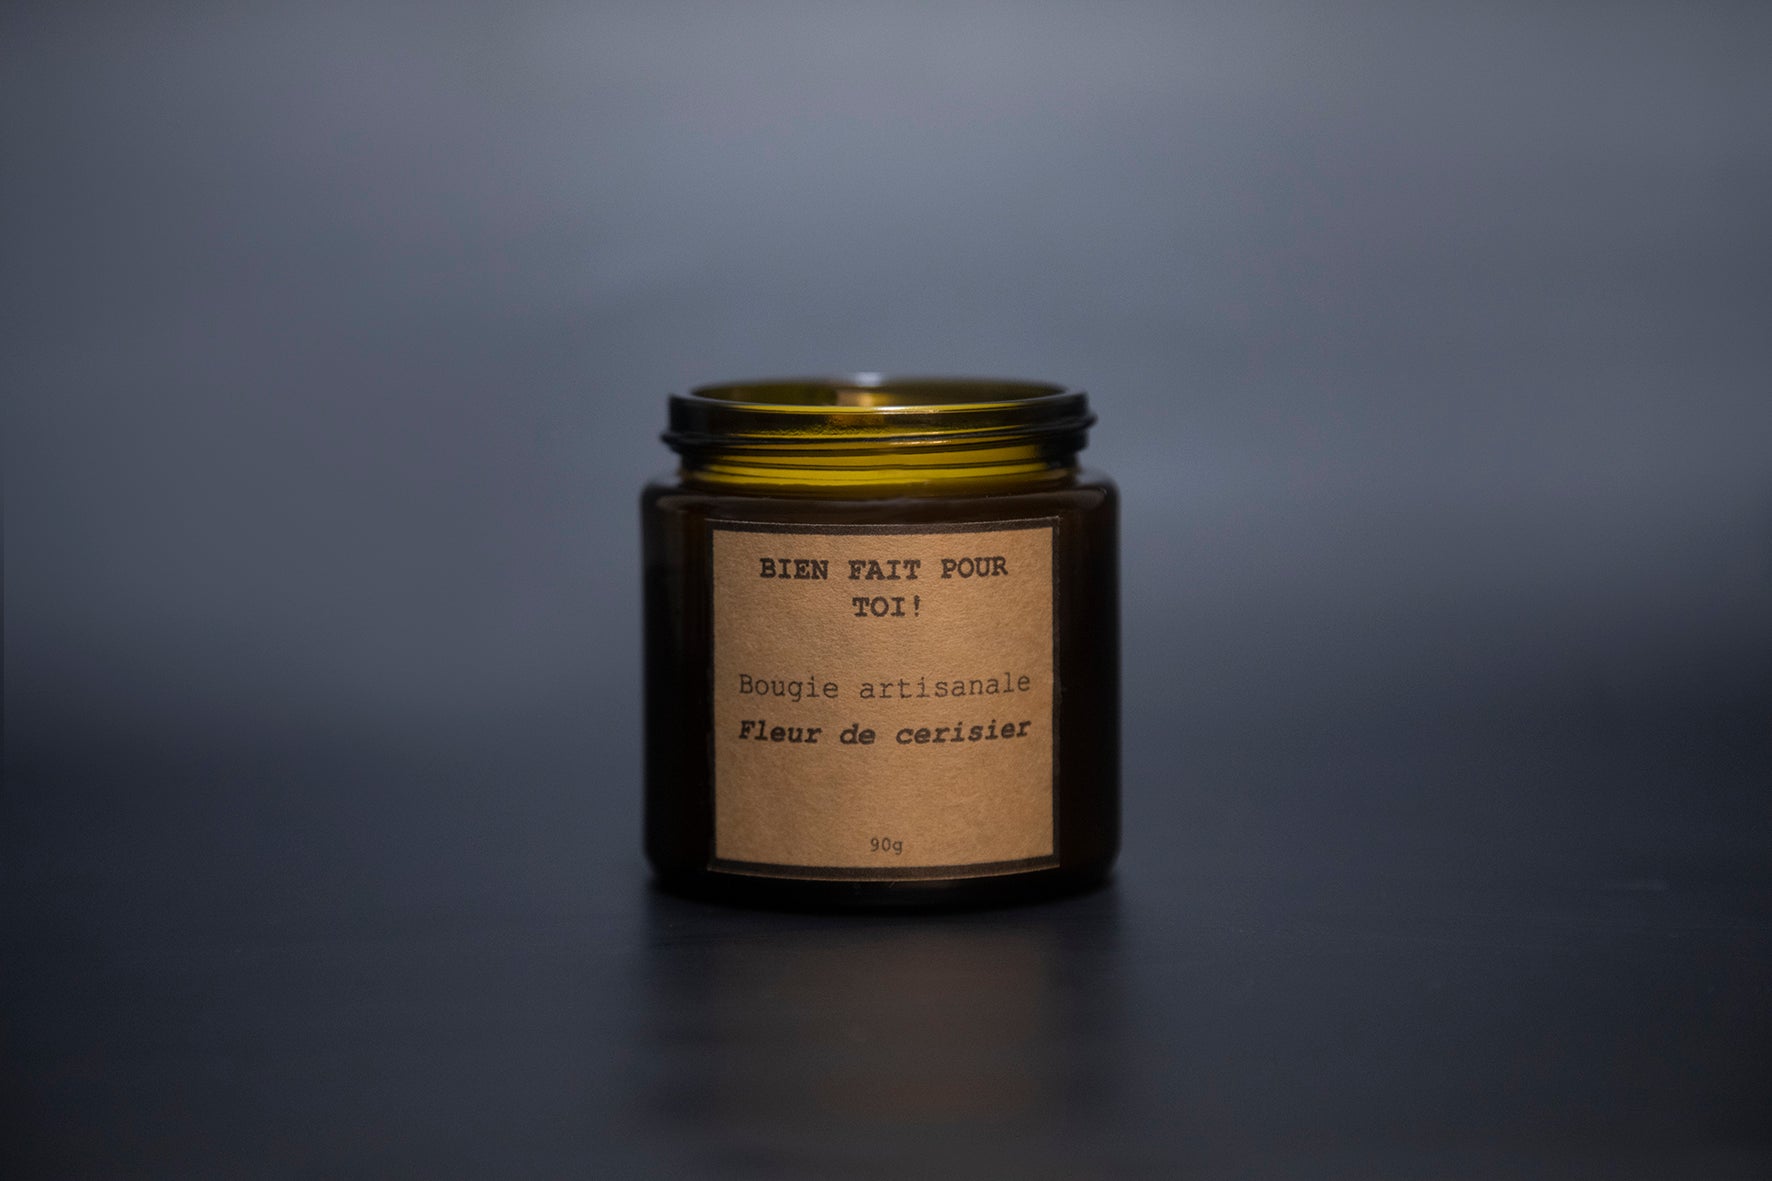 BIEN FAIT POUR
TOI!
Bougie artisanale
Fleur de cerisier
90g